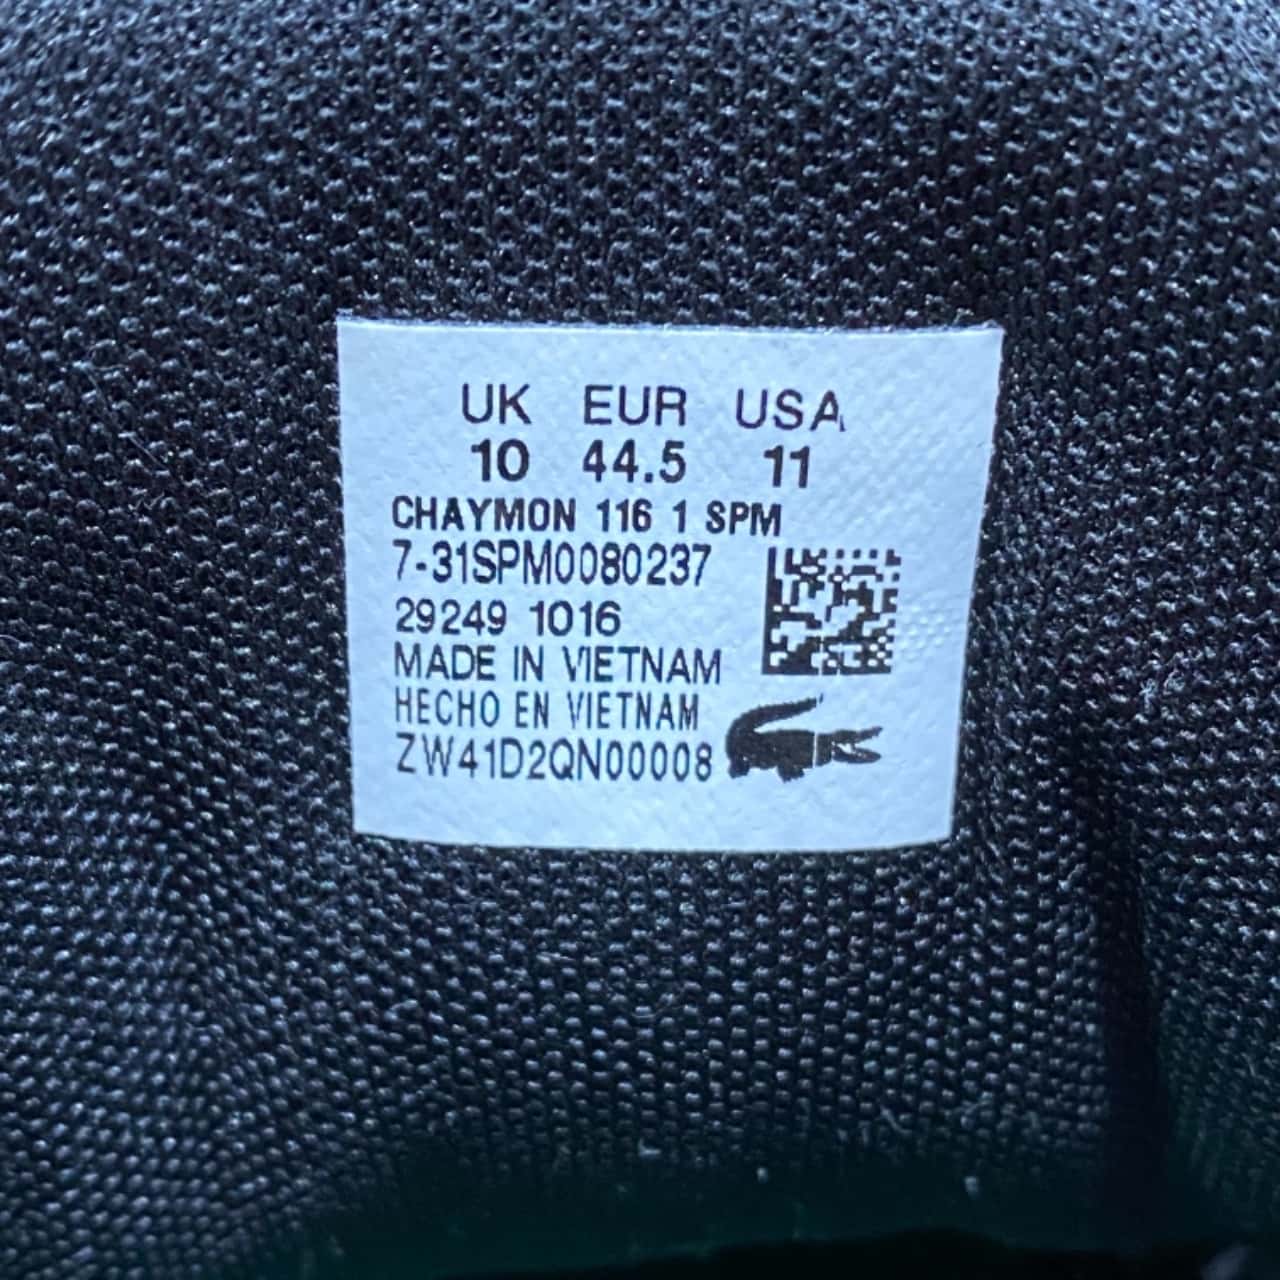 UK EUR USA
10 44.5 11
CHAYMON 116 1 SPM
7-31SPM0080237
29249 1016
MADE IN VIETNAM
HECHO EN VIETNAM
ZW41D2QN00008